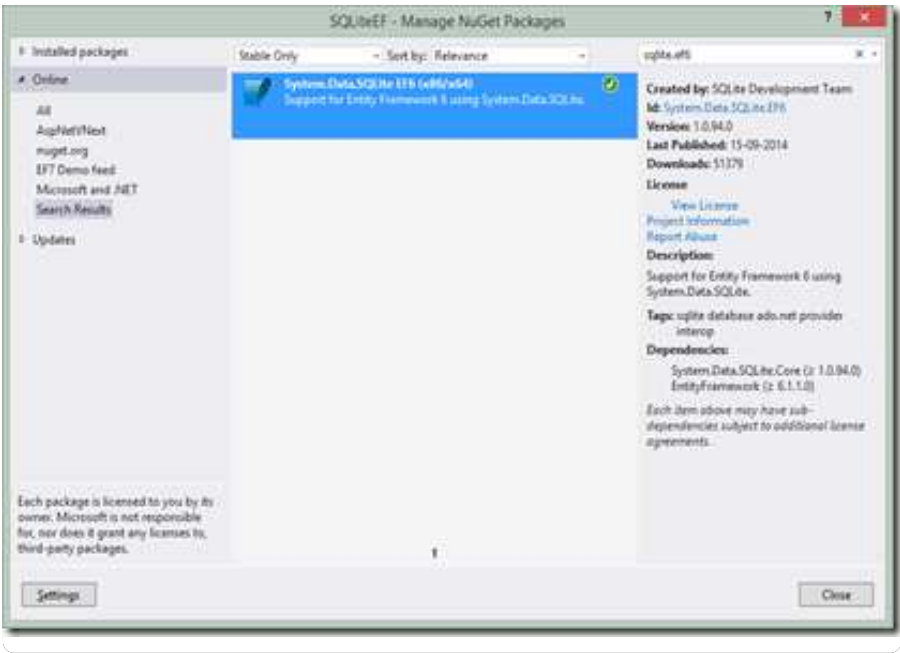 SQLiteEF - Manage NuGet Packages
?
Installed packages
Online
All
AspNetVNext
nuget.org
EF7 Demo feed
Microsoft and .NET
Search Results
Updates
Each package is licensed to you by its
owner. Microsoft is not responsible
for, nor does it grant any licenses to,
third-party packages.
Stable Only
Sort by: Relevance
System.Data.SQLite EF6 (x86/x64)
Support for Entity Framework 6 using System.Data.SQLite.
1
sqlite.ef6
Created by: SQLite Development Team
Id: System.Data.SQLite.EF6
Version: 1.0.94.0
Last Published: 15-09-2014
Downloads: 51379
License
View License
Project Information
Report Abuse
Description:
Support for Entity Framework 6 using
System.Data.SQLite.
Tags: sqlite database ado.net provider
interop
Dependencies:
System.Data.SQLite.Core (≥ 1.0.94.0)
EntityFramework (≥ 6.1.1.0)
Each item above may have sub-
dependencies subject to additional license
agreements.
Settings
Close